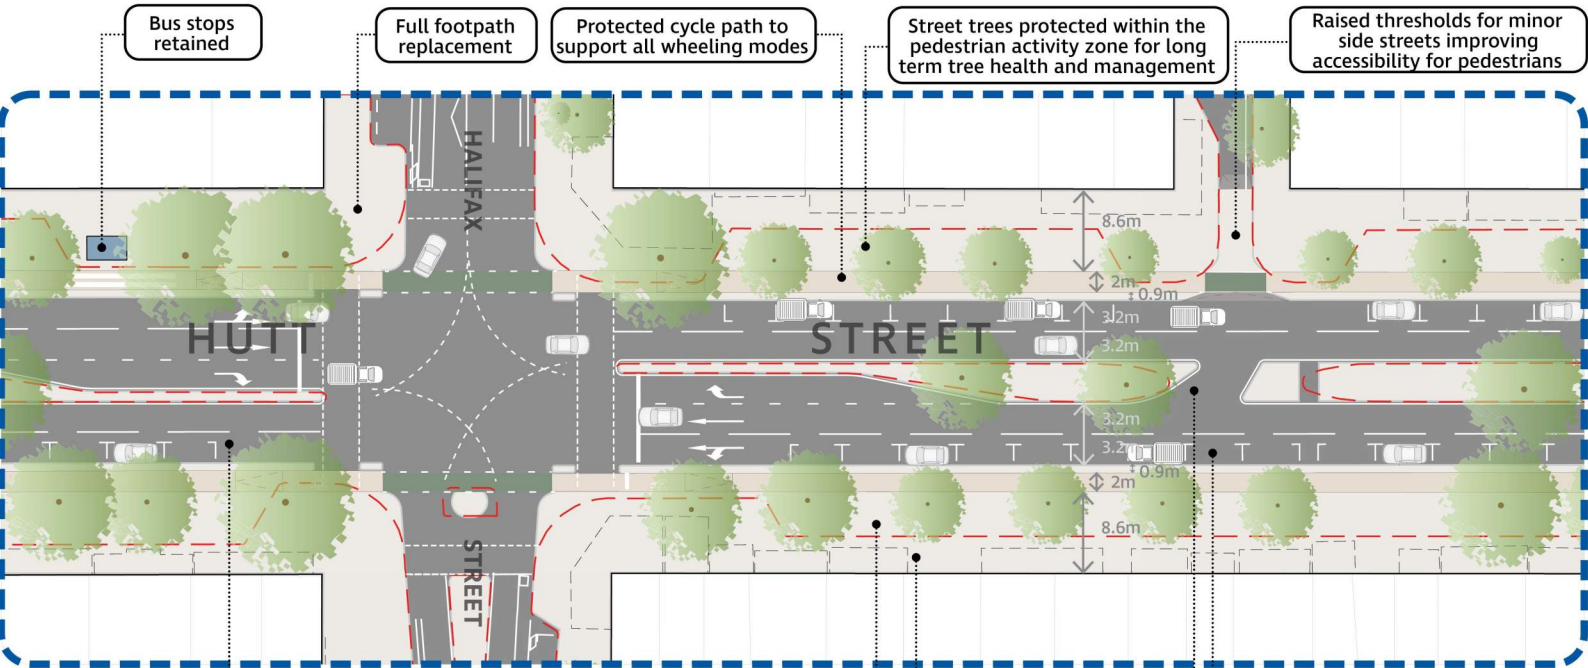 Bus stops
retained
Full footpath
replacement
Protected cycle path to
support all wheeling modes
Street trees protected within the
pedestrian activity zone for long
term tree health and management
Raised thresholds for minor
side streets improving
accessibility for pedestrians
HALIFAX
8.6m
2m
0.9m
3.2m
3.2m
HUTT
STREET
3.2m
3.2m
0.9m
2m
8.6m
STREET